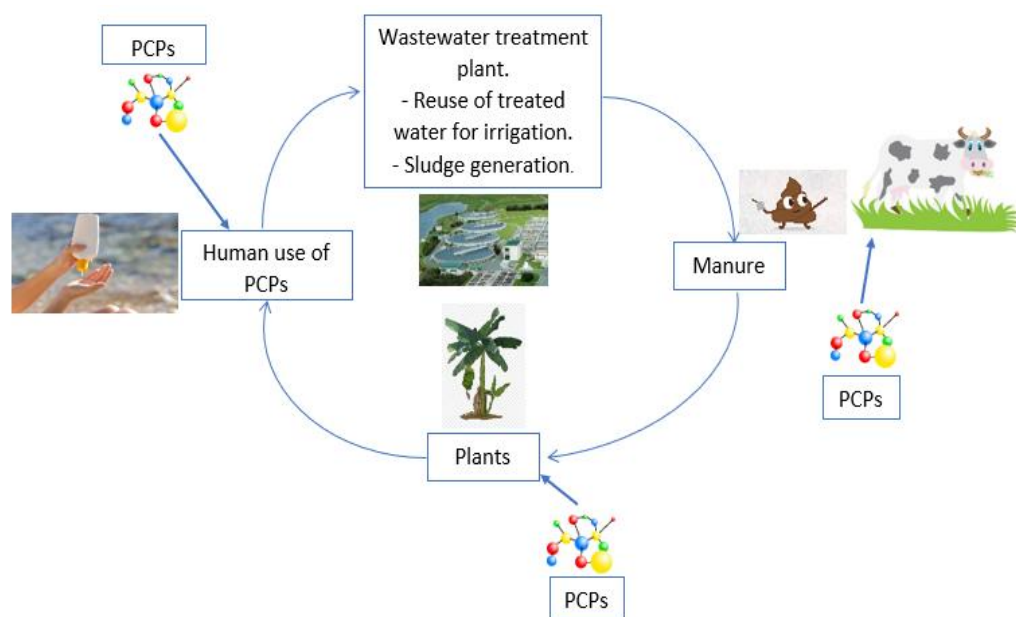 PCPs
Wastewater treatment
plant.
- Reuse of treated
water for irrigation.
- Sludge generation.
Human use of
PCPs
Manure
PCPs
Plants
PCPs